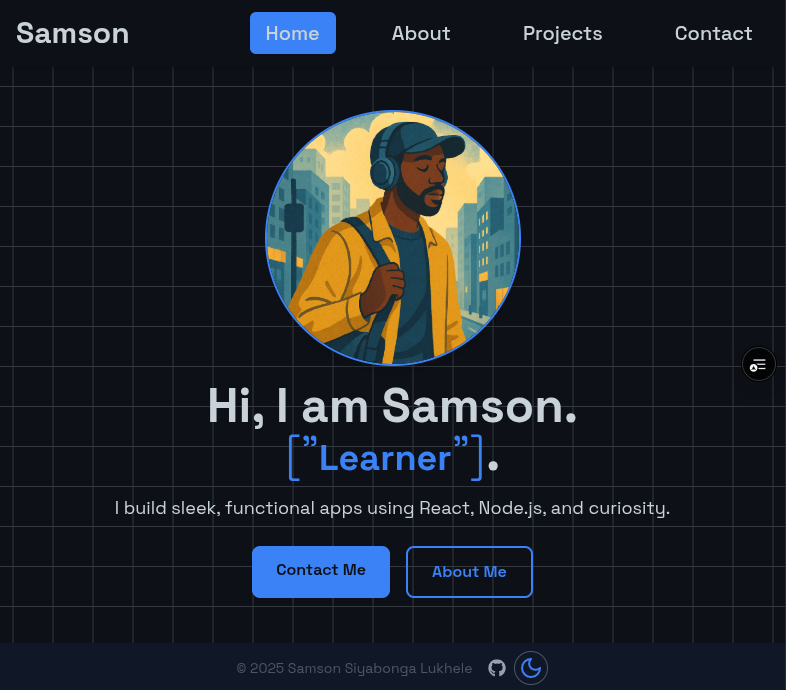 Samson
Home About Projects Contact
Hi, I am Samson.
["Learner"].
I build sleek, functional apps using React, Node.js, and curiosity.
Contact Me About Me
© 2025 Samson Siyabonga Lukhele